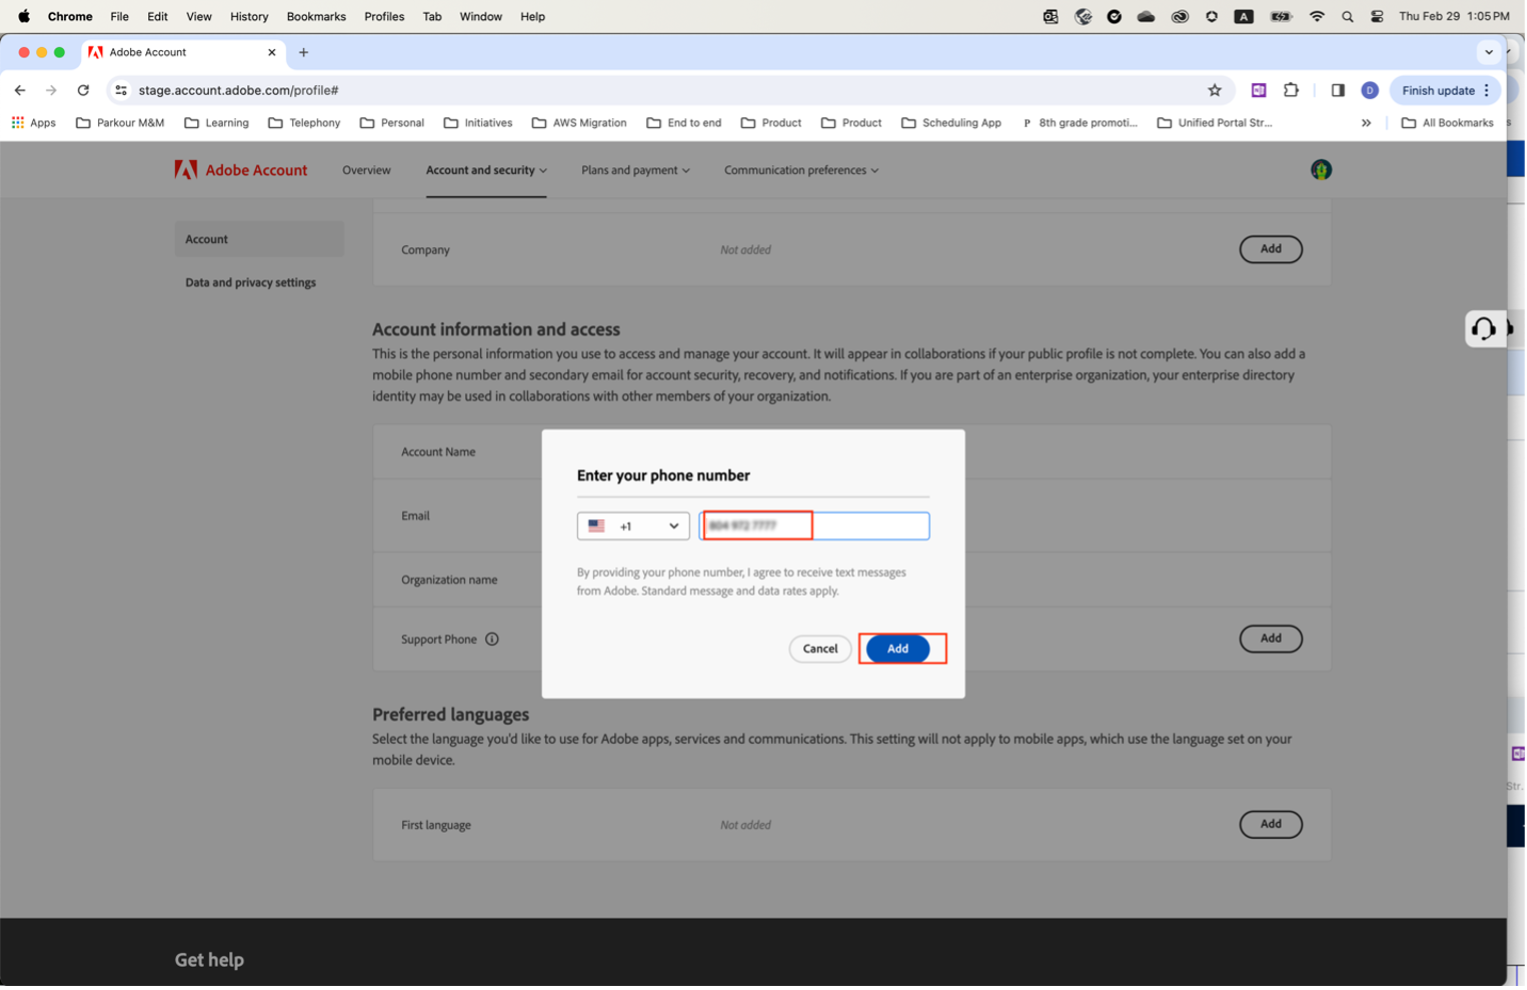 Chrome File Edit View History Bookmarks Profiles Tab Window Help A Thu Feb 29 1:05 PM
Adobe Account
stage.account.adobe.com/profile#
D Finish update
Apps Parkour M&M Learning Telephony Personal Initiatives AWS Migration End to end Product Product Scheduling App P 8th grade promoti... Unified Portal Str... » All Bookmarks
Adobe Account Overview Account and security Plans and payment Communication preferences
Account
Data and privacy settings
Company Not added Add
Account information and access
This is the personal information you use to access and manage your account. It will appear in collaborations if your public profile is not complete. You can also add a
mobile phone number and secondary email for account security, recovery, and notifications. If you are part of an enterprise organization, your enterprise directory
identity may be used in collaborations with other members of your organization.
Account Name
Email
Organization name
Support Phone Add
Enter your phone number
+1
By providing your phone number, I agree to receive text messages
from Adobe. Standard message and data rates apply.
Cancel Add
Preferred languages
Select the language you'd like to use for Adobe apps, services and communications. This setting will not apply to mobile apps, which use the language set on your
mobile device.
Str.
First language Not added Add
Get help